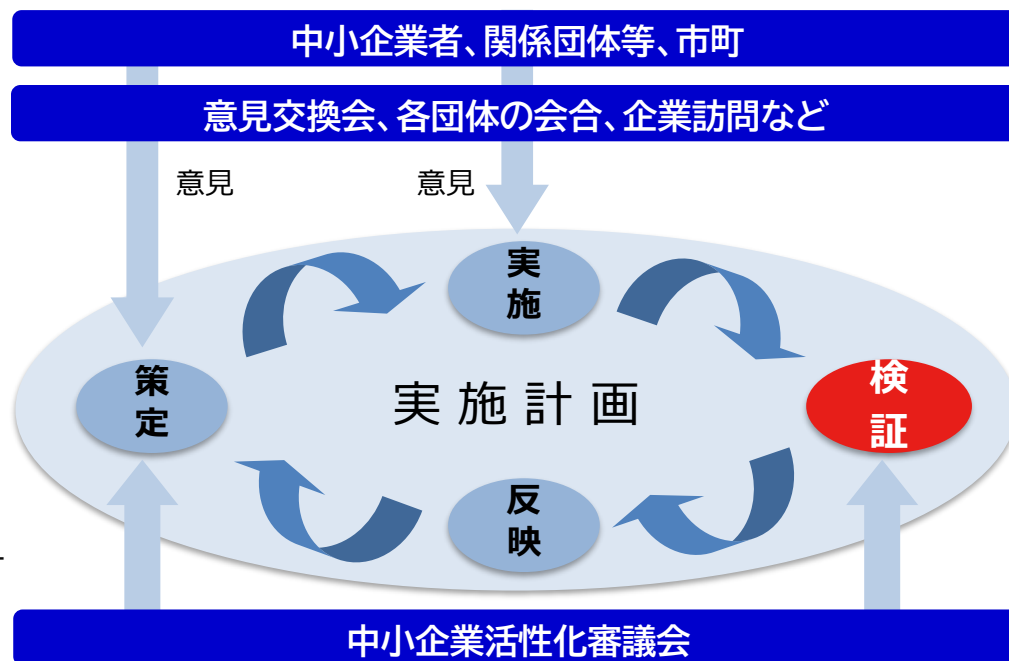 中小企業者、関係団体等、市町
意見交換会、各団体の会合、企業訪問など
意見
意見
実
施
策
定
実施計画
検
証
反
映
中小企業活性化審議会